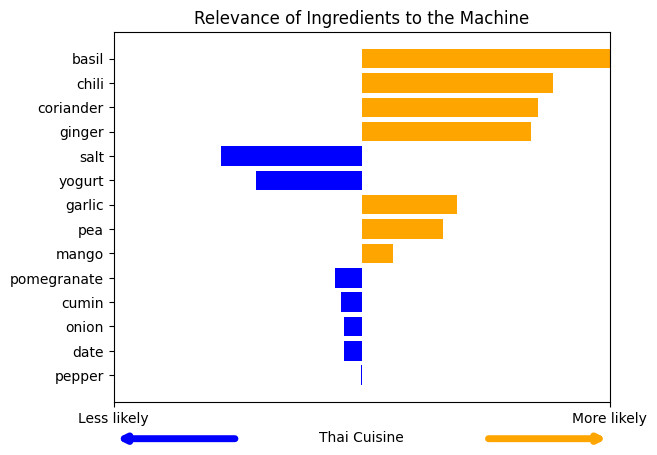 Relevance of Ingredients to the Machine
basil
chili
coriander
ginger
salt
yogurt
garlic
pea
mango
pomegranate
cumin
onion
date
pepper
Less likely More likely
Thai Cuisine